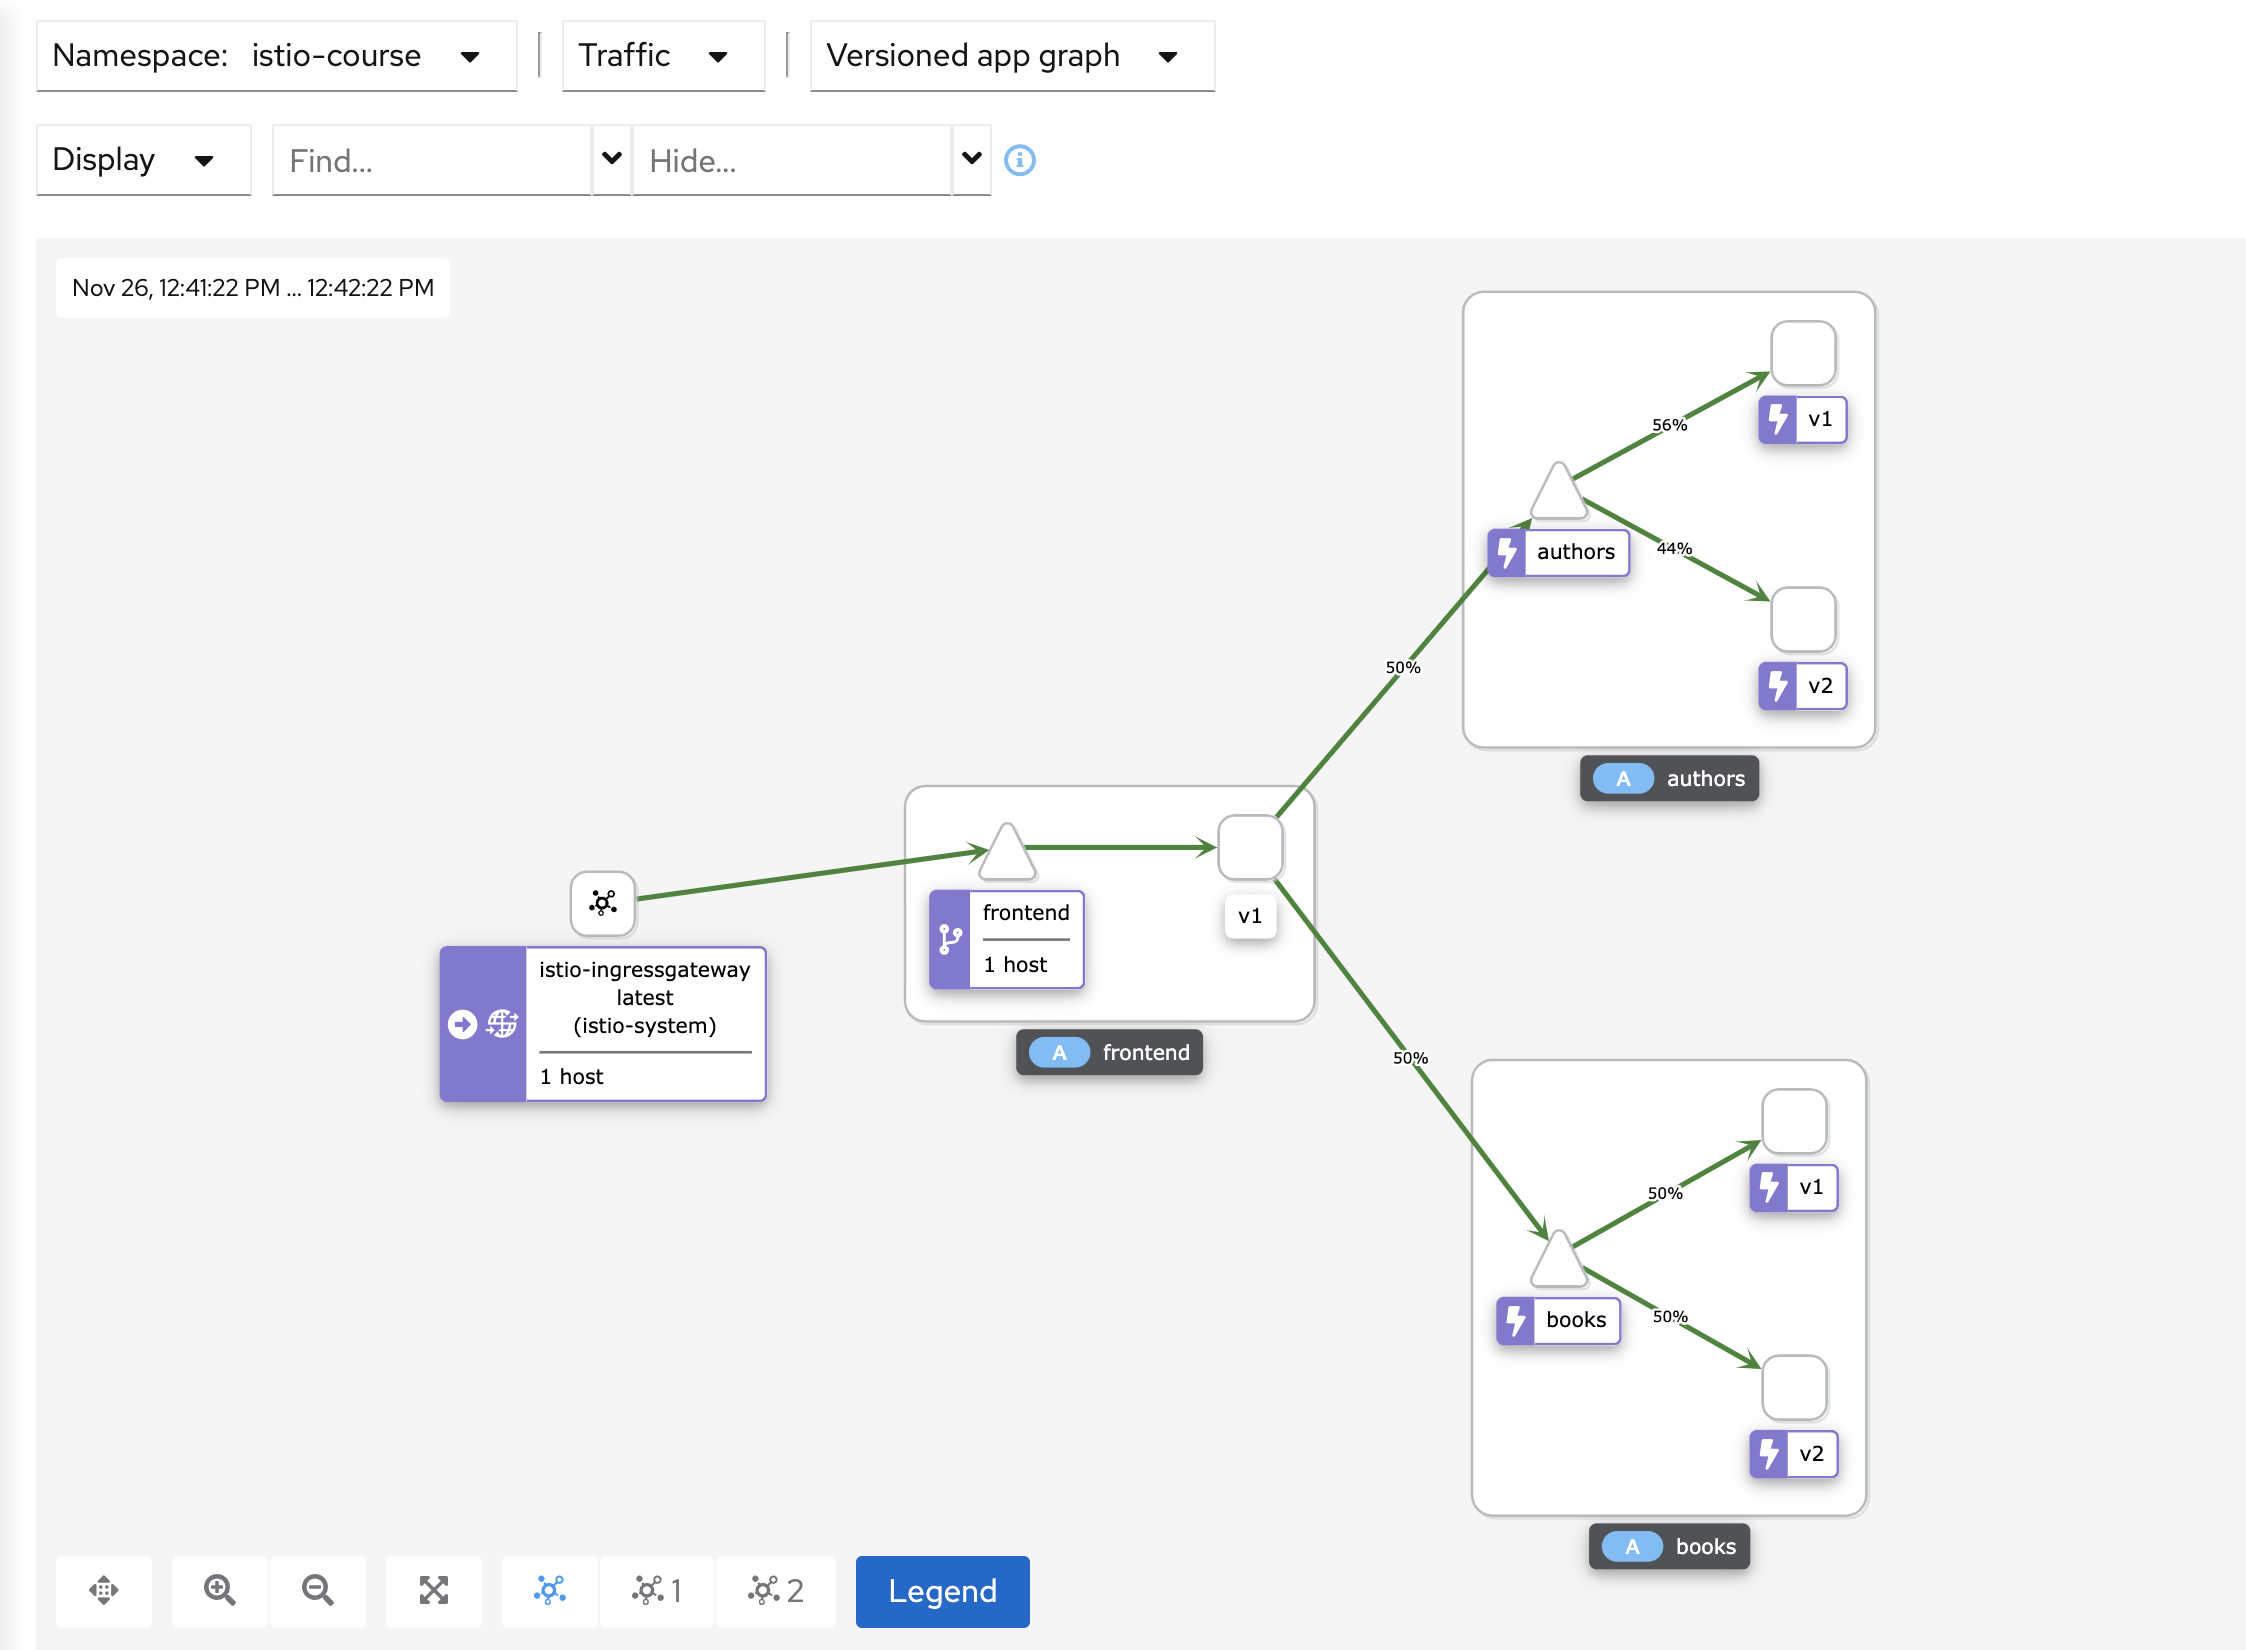 Namespace: istio-course
Traffic
Versioned app graph
Display
Find...
Hide...
Nov 26, 12:41:22 PM ... 12:42:22 PM
56%
v1
authors
44%
v2
A authors
50%
frontend
1 host
v1
A frontend
istio-ingressgateway
latest
(istio-system)
1 host
50%
50%
v1
books
50%
v2
A books
1
2
Legend